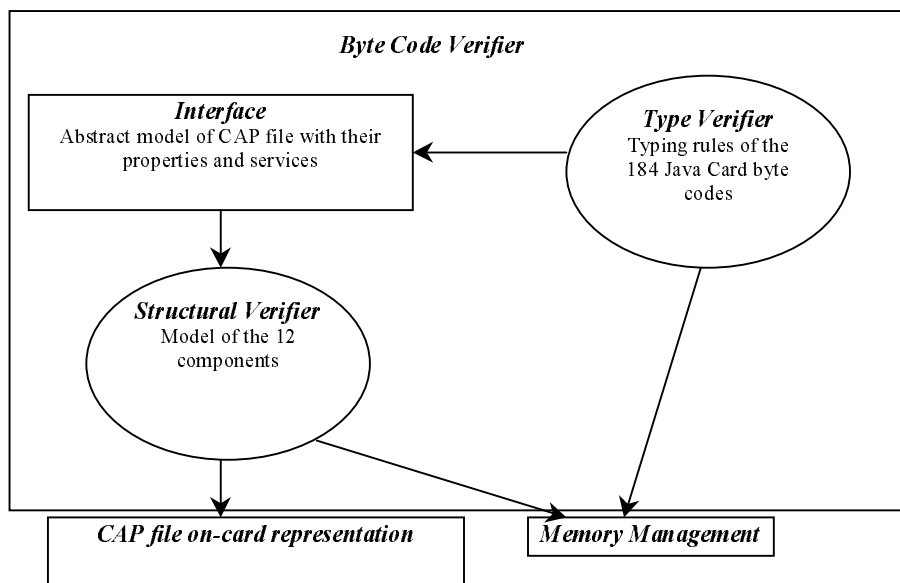 Byte Code Verifier
Interface
Abstract model of CAP file with their
properties and services
Type Verifier
Typing rules of the
184 Java Card byte
codes
Structural Verifier
Model of the 12
components
CAP file on-card representation
Memory Management